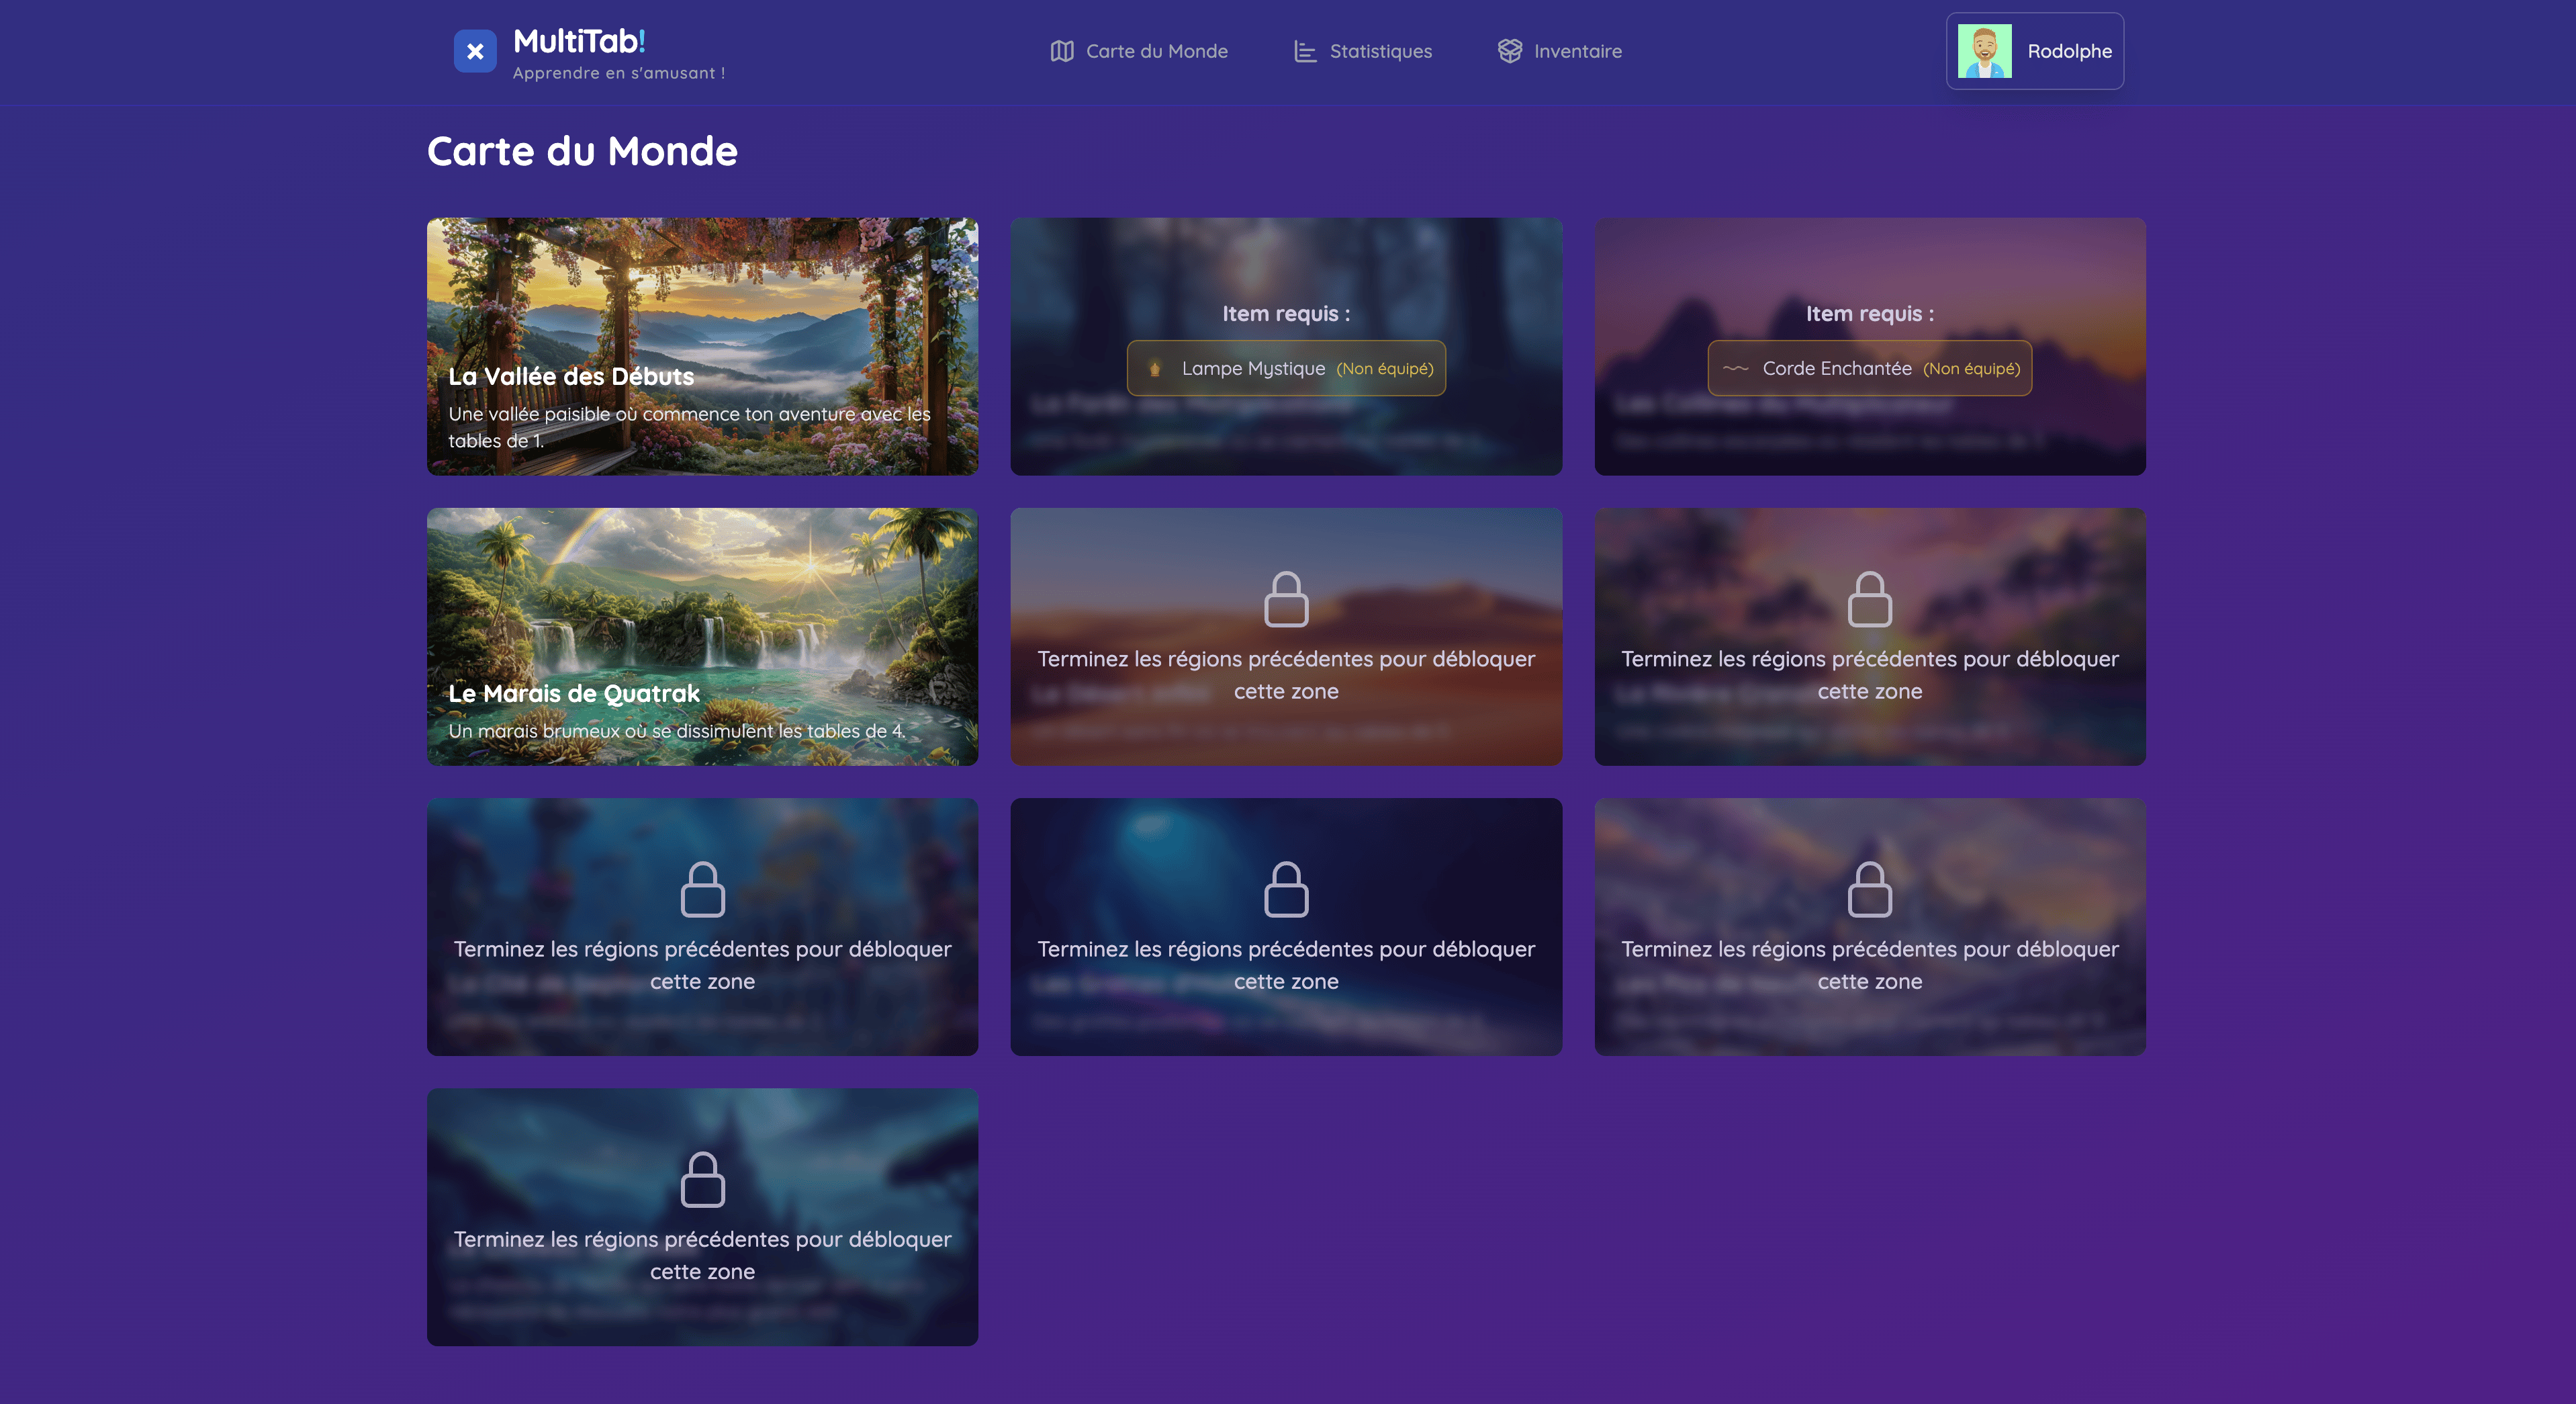 MultiTab!
Apprendre en s'amusant !
Carte du Monde
Statistiques
Inventaire
Rodolphe
Carte du Monde
La Vallée des Débuts
Une vallée paisible où commence ton aventure avec les
tables de 1.
Item requis :
Lampe Mystique (Non équipé)
Item requis :
Corde Enchantée (Non équipé)
Le Marais de Quatrak
Un marais brumeux où se dissimulent les tables de 4.
Terminez les régions précédentes pour débloquer
cette zone
Terminez les régions précédentes pour débloquer
cette zone
Terminez les régions précédentes pour débloquer
cette zone
Terminez les régions précédentes pour débloquer
cette zone
Terminez les régions précédentes pour débloquer
cette zone
Terminez les régions précédentes pour débloquer
cette zone